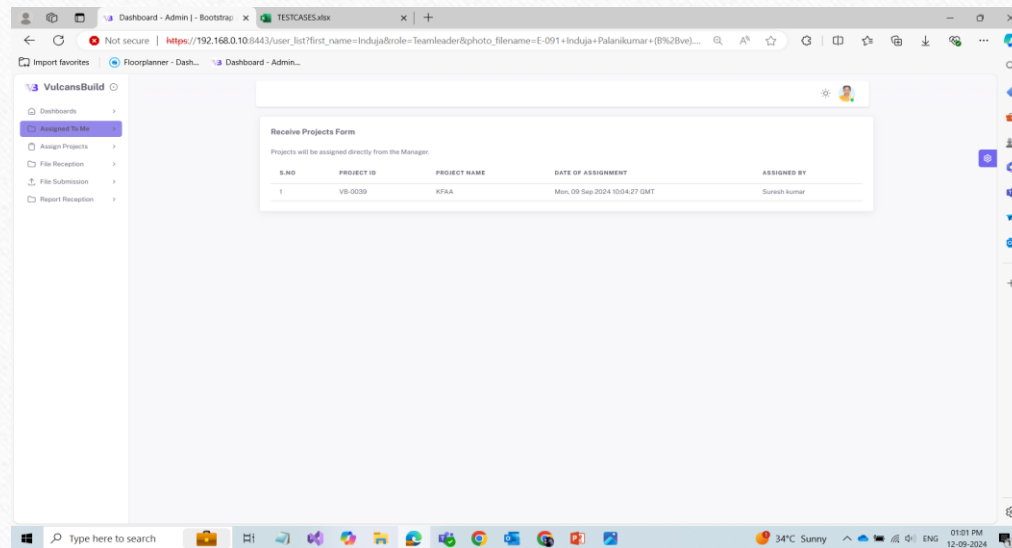 Dashboard - Admin | - Bootstrap
TESTCASES.xlsx
Not secure | https://192.168.0.10:8443/user_list?first_name=Induja&role=Teamleader&photo_filename=E-091+Induja+Palanikumar+(B%2Bve)....
Import favorites
Floorplanner - Dash...
Dashboard - Admin...
VulcansBuild
Dashboards
Assigned To Me
Assign Projects
File Reception
File Submission
Report Reception
Receive Projects Form
Projects will be assigned directly from the Manager.
S.NO PROJECT ID PROJECT NAME DATE OF ASSIGNMENT ASSIGNED BY
1 VB-0039 KFAA Mon, 09 Sep 2024 10:04:27 GMT Suresh kumar
Type here to search
34°C Sunny
ENG
01:01 PM
12-09-2024